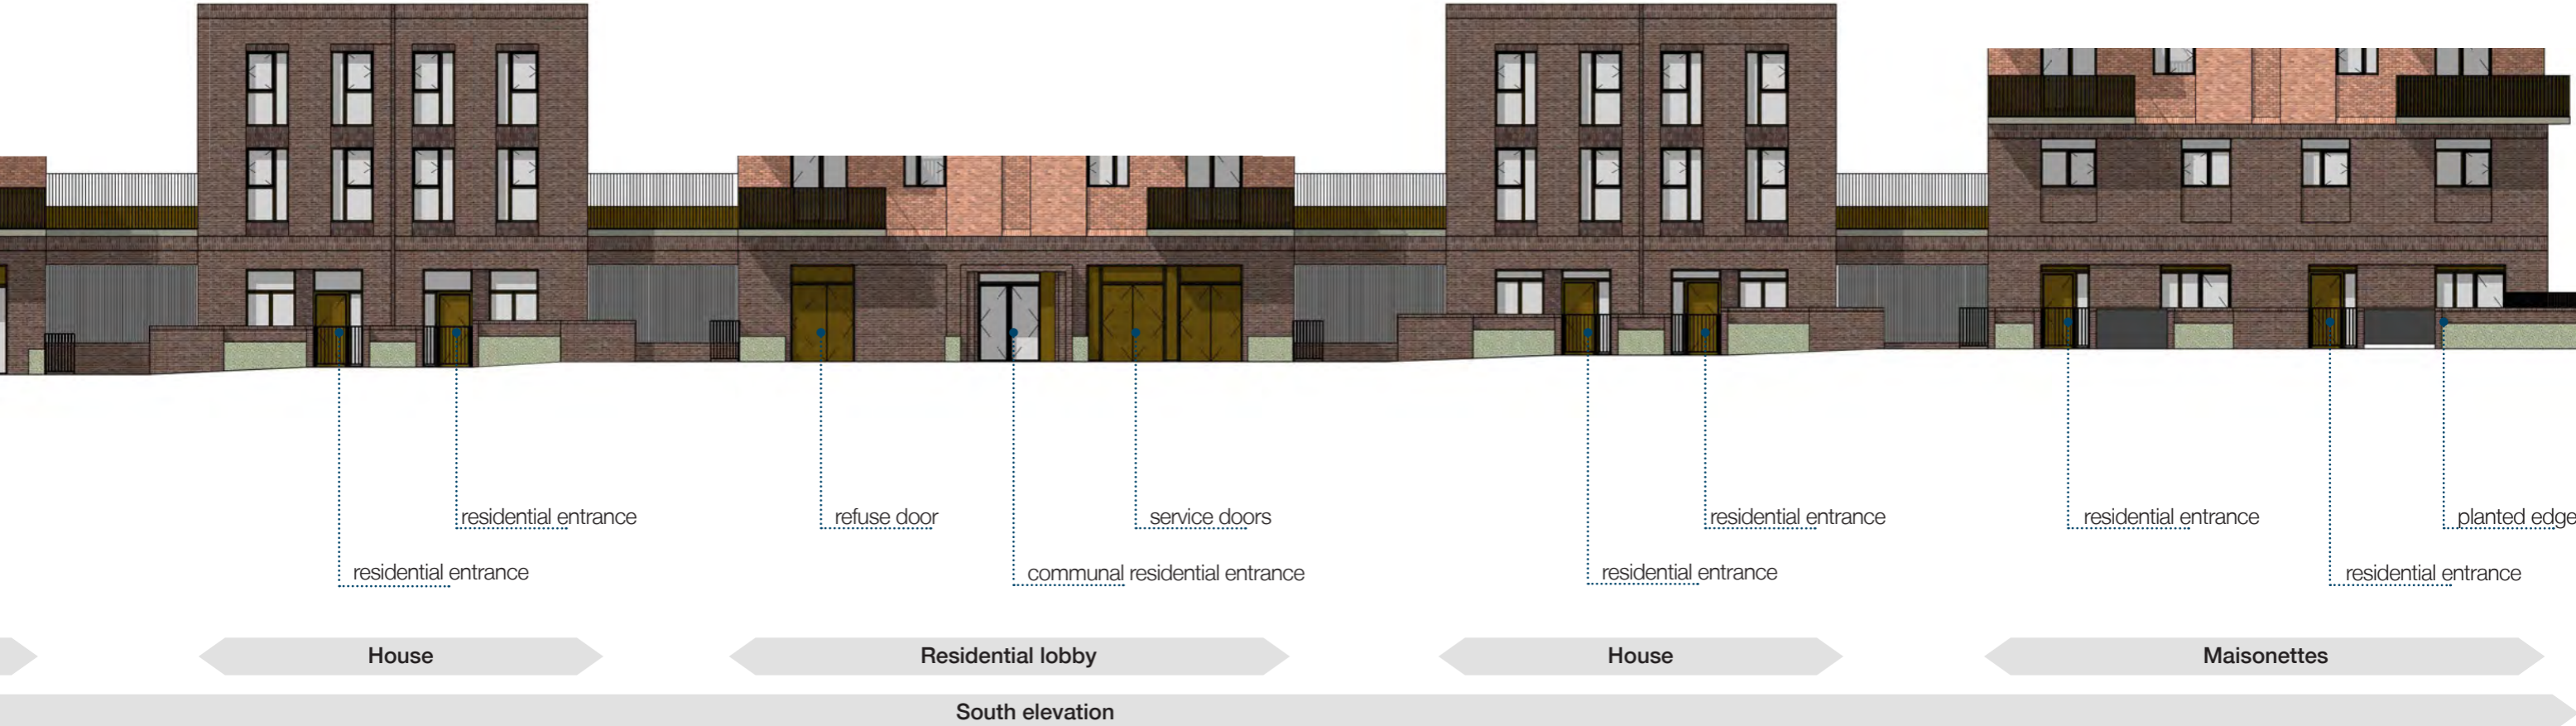 residential entrance
refuse door
service doors
residential entrance
residential entrance
planted edge
residential entrance
communal residential entrance
residential entrance
residential entrance
House
Residential lobby
House
Maisonettes
South elevation